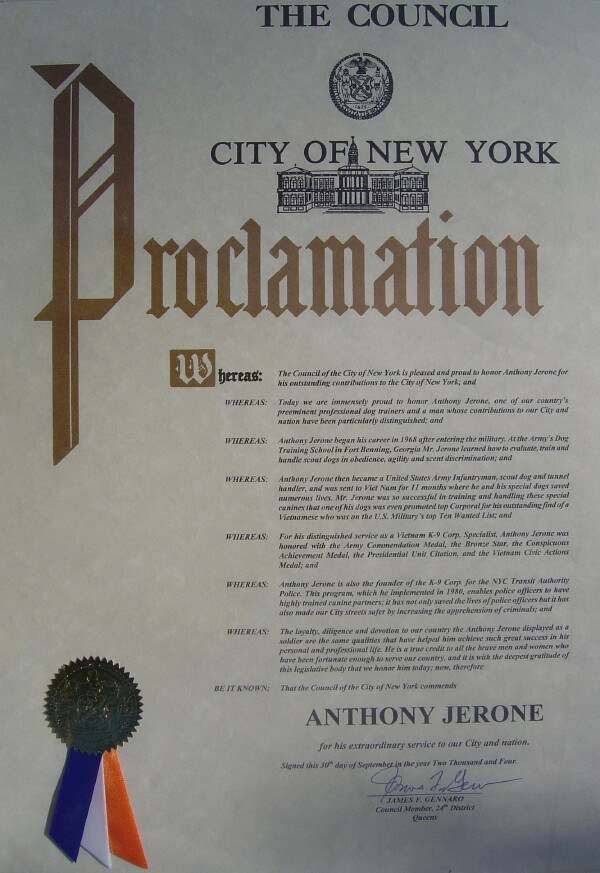 THE COUNCIL
CITY OF NEW YORK
Proclamation
Whereas: The Council of the City of New York is pleased and proud to honor Anthony Jerone for
his outstanding contributions to the City of New York; and
WHEREAS: Today we are immensely proud to honor Anthony Jerone, one of our country's
preeminent professional dog trainers and a man whose contributions to our City and
nation have been particularly distinguished; and
WHEREAS: Anthony Jerone began his career in 1968 after entering the military. At the Army's Dog
Training School in Fort Benning, Georgia Mr. Jerone learned how to evaluate, train and
handle scout dogs in obedience, agility and scent discrimination; and
WHEREAS: Anthony Jerone then became a United States Army Infantryman, scout dog and tunnel
handler, and was sent to Viet Nam for 11 months where he and his special dogs saved
numerous lives. Mr. Jerone was so successful in training and handling these special
canines that one of his dogs was even promoted top Corporal for his outstanding find of a
Vietnamese who was on the U.S. Military's top Ten Wanted List; and
WHEREAS: For his distinguished service as a Vietnam K-9 Corp. Specialist, Anthony Jerone was
honored with the Army Commendation Medal, the Bronze Star, the Conspicuous
Achievement Medal, the Presidential Unit Citation, and the Vietnam Civic Actions
Medal; and
WHEREAS: Anthony Jerone is also the founder of the K-9 Corp. for the NYC Transit Authority
Police. This program, which he implemented in 1980, enables police officers to have
highly trained canine partners; it has not only saved the lives of police officers but it has
also made our City streets safer by increasing the apprehension of criminals; and
WHEREAS: The loyalty, diligence and devotion to our country the Anthony Jerone displayed as a
soldier are the same qualities that have helped him achieve such great success in his
personal and professional life. He is a true credit to all the brave men and women who
have been fortunate enough to serve our country, and it is with the deepest gratitude of
this legislative body that we honor him today; now, therefore
BE IT KNOWN: That the Council of the City of New York commends
ANTHONY JERONE
for his extraordinary service to our City and nation.
Signed this 30th day of September in the year Two Thousand and Four.
JAMES F. GENNARO
Council Member, 24th District
Queens